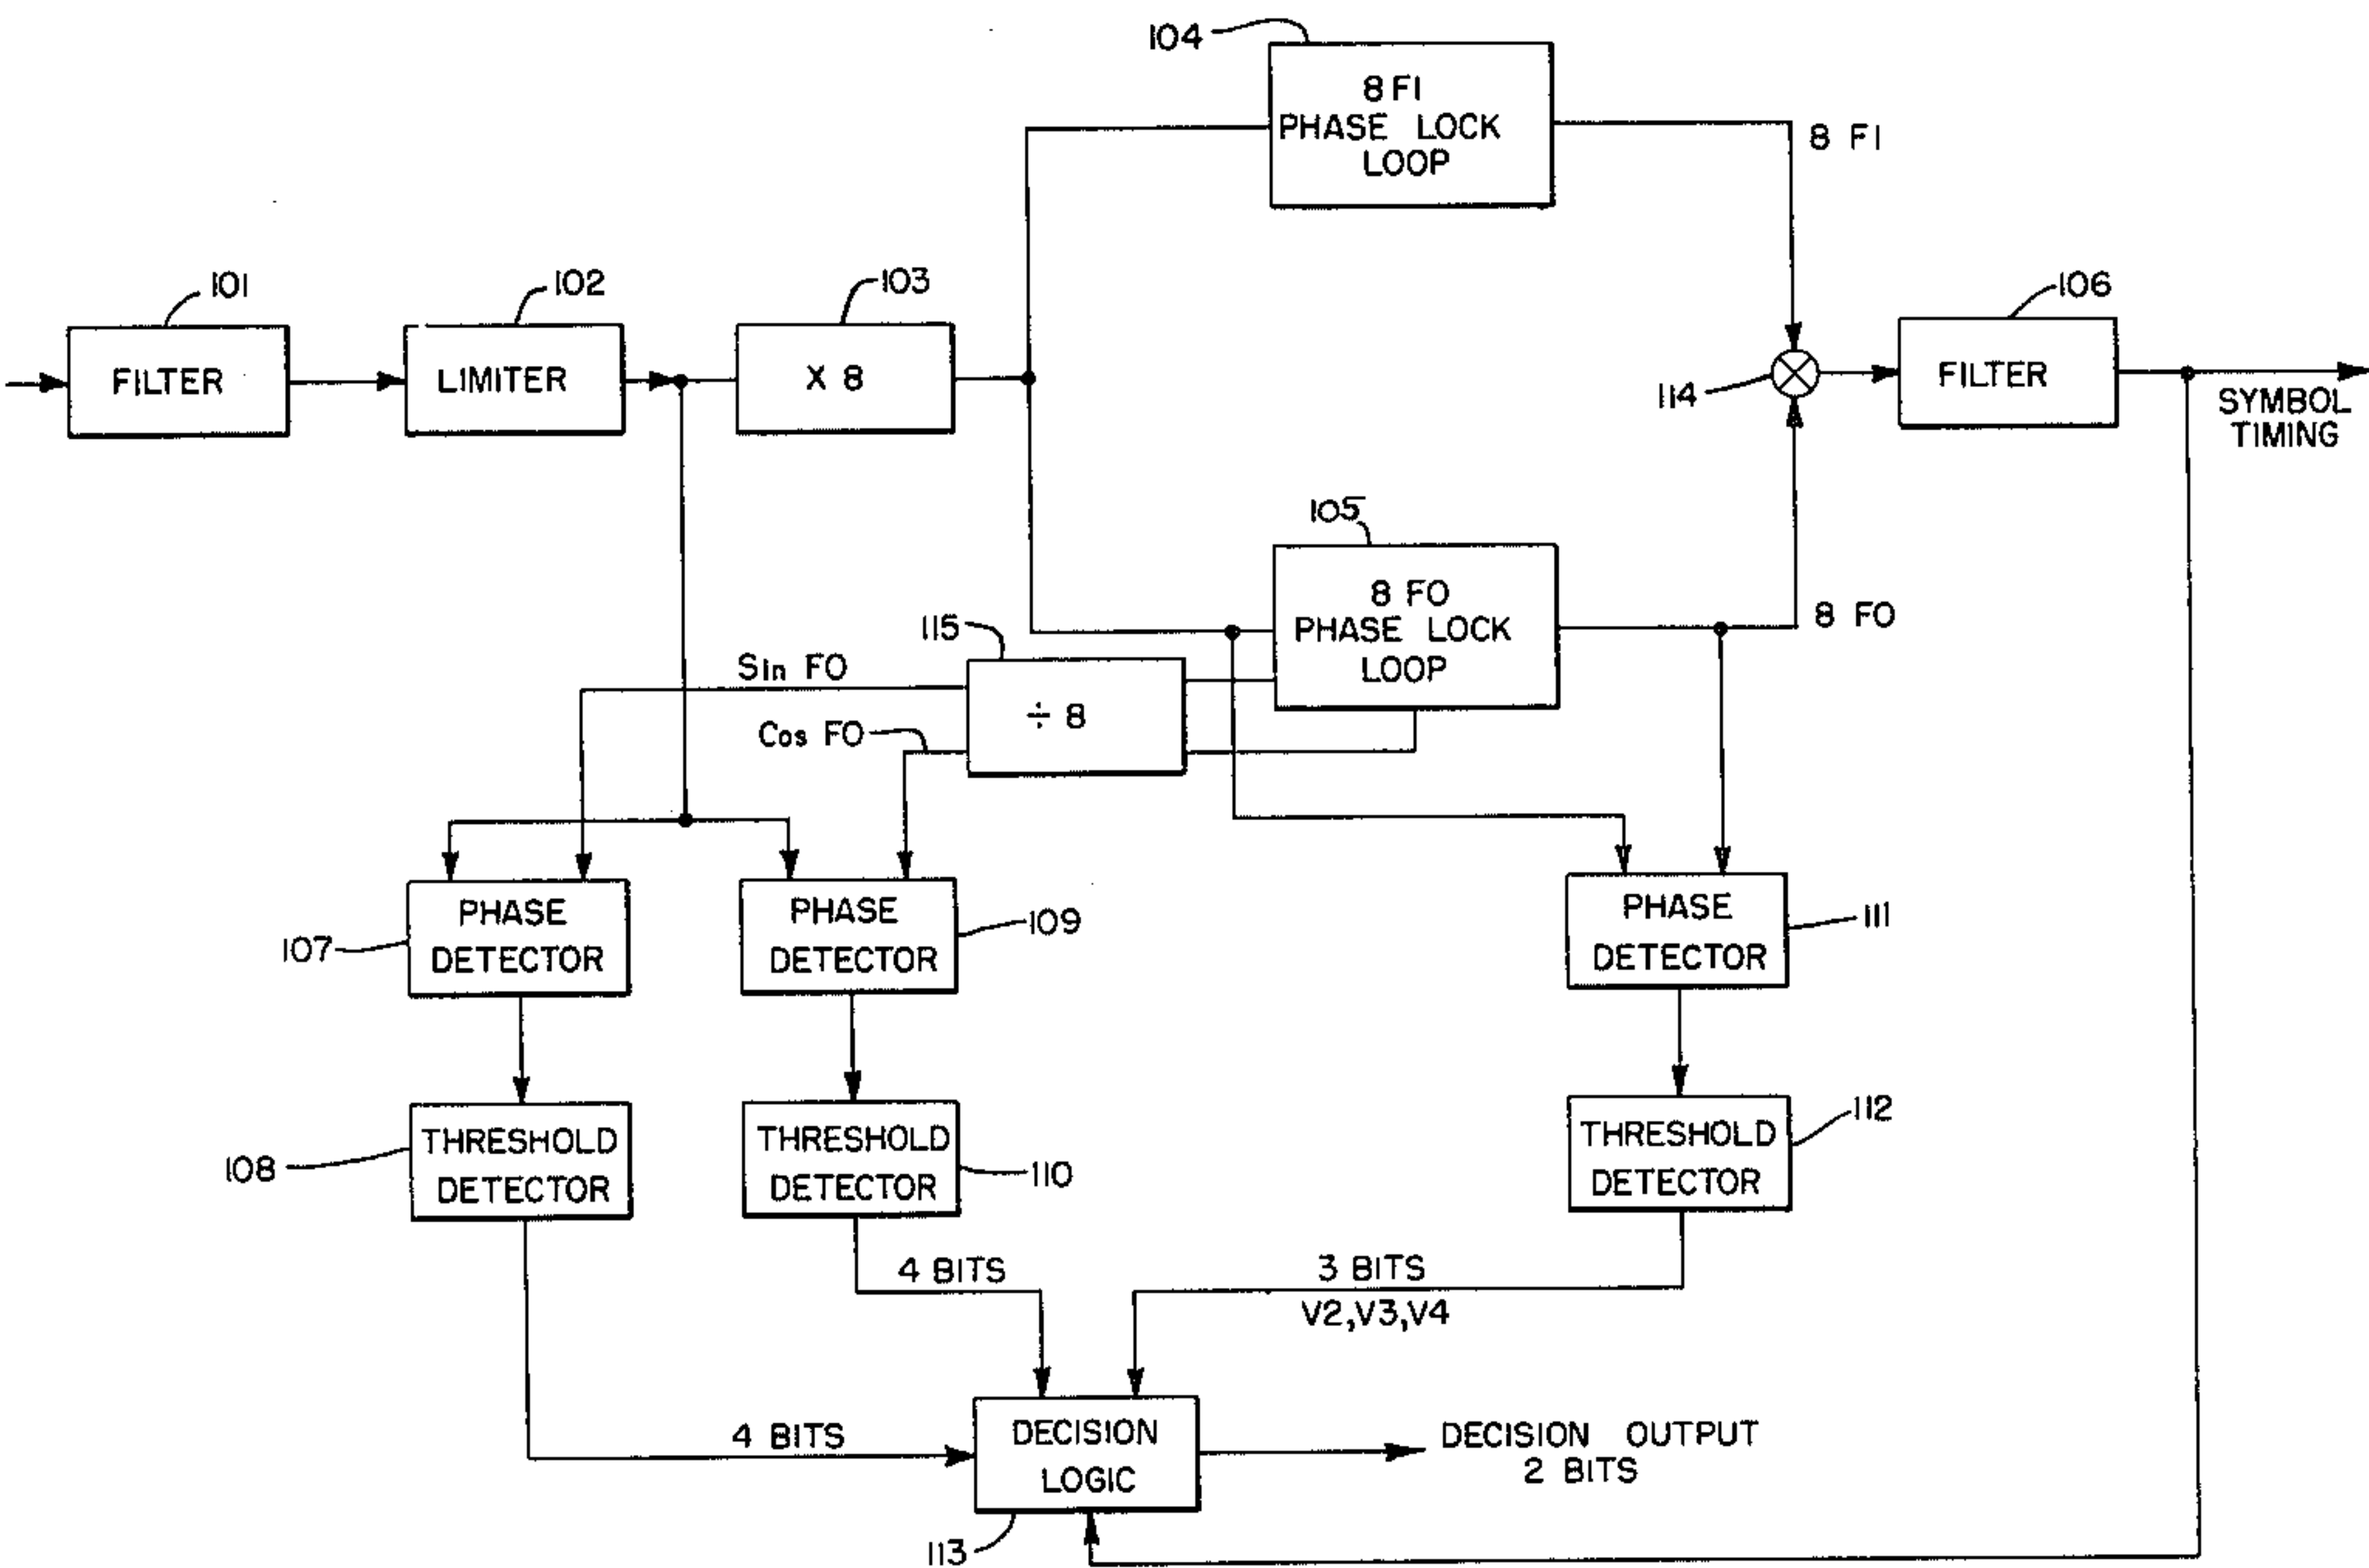 104
8 F1
PHASE LOCK
LOOP
8 F1
101
102
103
106
FILTER
LIMITER
X 8
114
FILTER
SYMBOL
TIMING
105
8 FO
PHASE LOCK
LOOP
8 FO
115
Sin FO
÷ 8
Cos FO
PHASE
DETECTOR
107
PHASE
DETECTOR
109
PHASE
DETECTOR
111
THRESHOLD
DETECTOR
108
THRESHOLD
DETECTOR
110
THRESHOLD
DETECTOR
112
4 BITS
3 BITS
V2,V3,V4
4 BITS
DECISION
LOGIC
DECISION OUTPUT
2 BITS
113